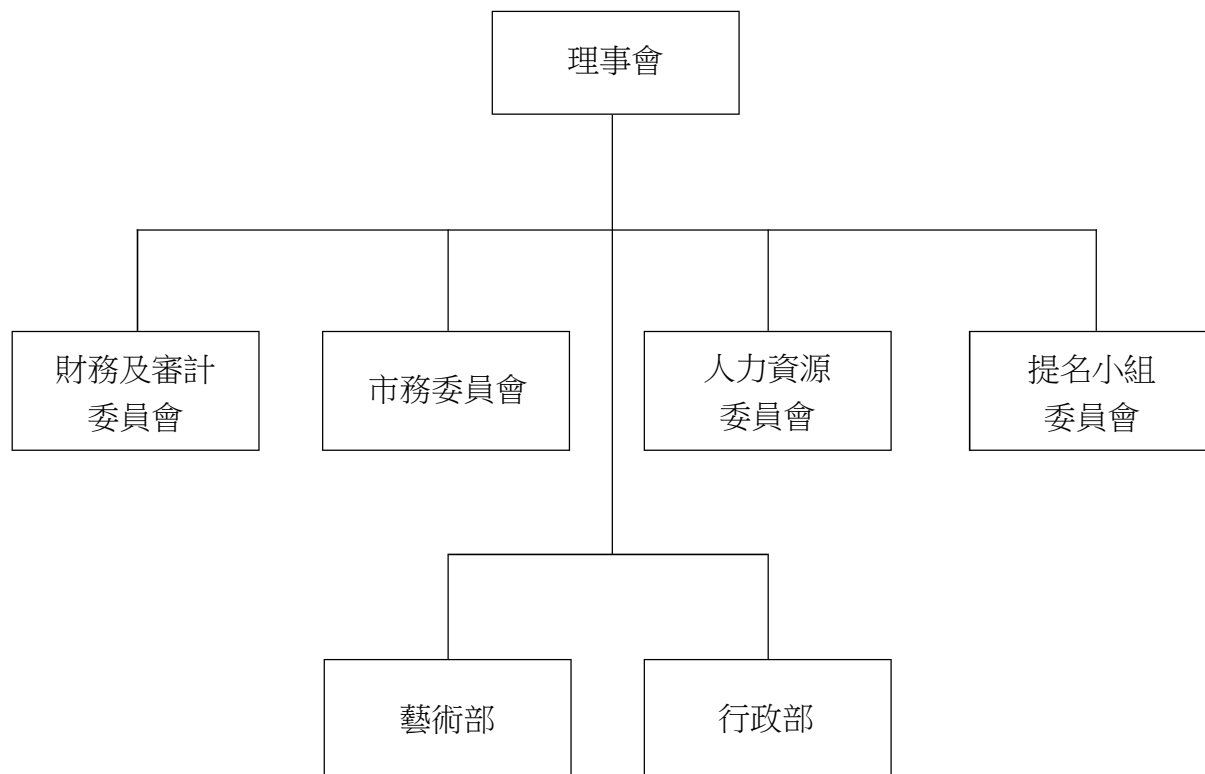 理事會
財務及審計
委員會
市務委員會
人力資源
委員會
提名小組
委員會
藝術部
行政部